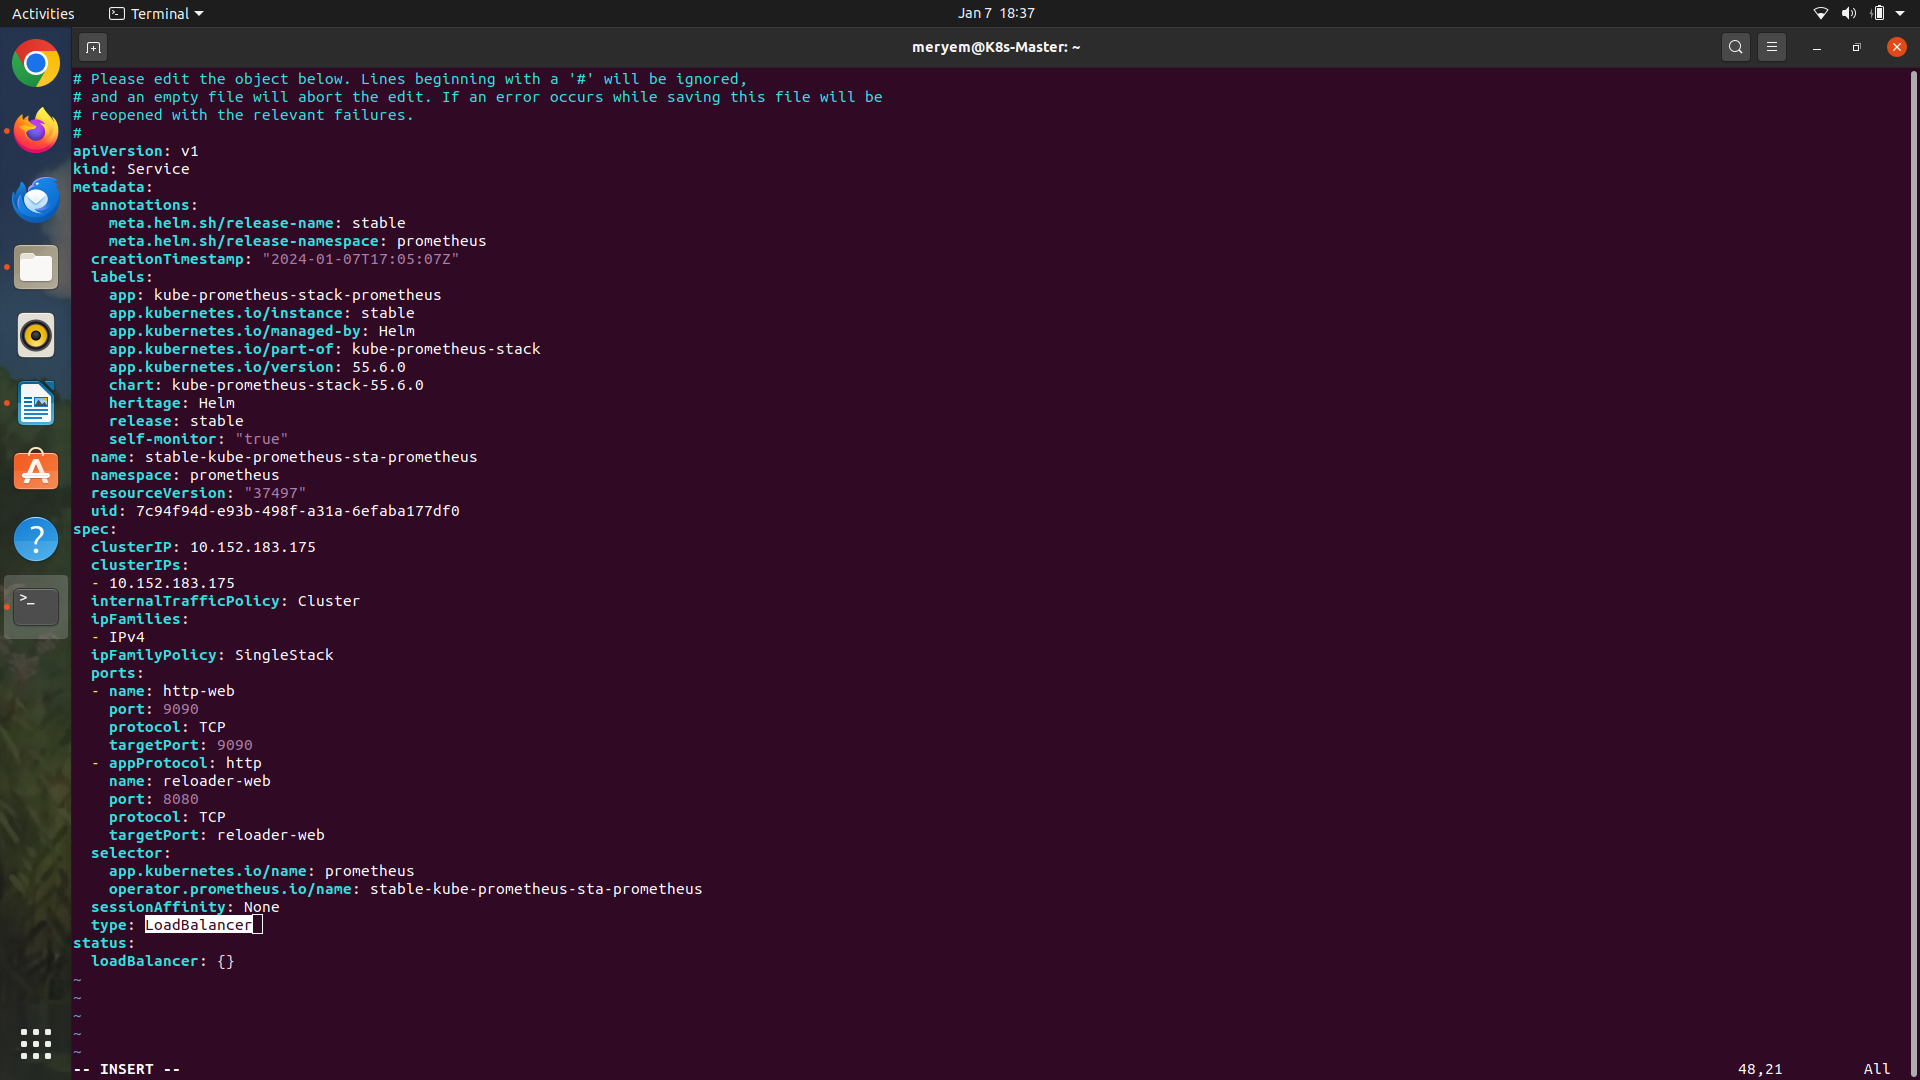 Activities
Terminal
Jan 7 18:37
meryem@K8s-Master: ~
# Please edit the object below. Lines beginning with a '#' will be ignored,
# and an empty file will abort the edit. If an error occurs while saving this file will be
# reopened with the relevant failures.
#
apiVersion: v1
kind: Service
metadata:
  annotations:
    meta.helm.sh/release-name: stable
    meta.helm.sh/release-namespace: prometheus
  creationTimestamp: "2024-01-07T17:05:07Z"
  labels:
    app: kube-prometheus-stack-prometheus
    app.kubernetes.io/instance: stable
    app.kubernetes.io/managed-by: Helm
    app.kubernetes.io/part-of: kube-prometheus-stack
    app.kubernetes.io/version: 55.6.0
    chart: kube-prometheus-stack-55.6.0
    heritage: Helm
    release: stable
    self-monitor: "true"
  name: stable-kube-prometheus-sta-prometheus
  namespace: prometheus
  resourceVersion: "37497"
  uid: 7c94f94d-e93b-498f-a31a-6efaba177df0
spec:
  clusterIP: 10.152.183.175
  clusterIPs:
  - 10.152.183.175
  internalTrafficPolicy: Cluster
  ipFamilies:
  - IPv4
  ipFamilyPolicy: SingleStack
  ports:
  - name: http-web
    port: 9090
    protocol: TCP
    targetPort: 9090
  - appProtocol: http
    name: reloader-web
    port: 8080
    protocol: TCP
    targetPort: reloader-web
  selector:
    app.kubernetes.io/name: prometheus
    operator.prometheus.io/name: stable-kube-prometheus-sta-prometheus
  sessionAffinity: None
  type: LoadBalancer
status:
  loadBalancer: {}
~
~
~
~
~
-- INSERT -- 48,21 All